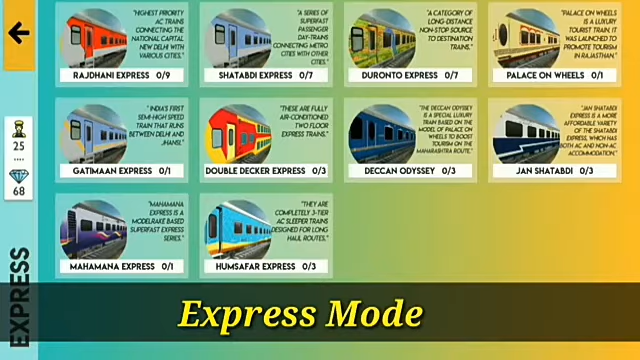 "HIGHEST PRIORITY
AC TRAINS
CONNECTING THE
NATIONAL CAPITAL
NEW DELHI WITH
VARIOUS CITIES."
RAJDHANI EXPRESS 0/9
"A SERIES OF
SUPERFAST
PASSENGER
DAY-TRAINS
CONNECTING METRO
CITIES WITH OTHER
CITIES."
SHATABDI EXPRESS 0/7
"A CATEGORY OF
LONG-DISTANCE
NON-STOP SOURCE
TO DESTINATION
TRAINS."
DURONTO EXPRESS 0/7
"PALACE ON WHEELS
IS A LUXURY
TOURIST TRAIN. IT
WAS LAUNCHED TO
PROMOTE TOURISM
IN RAJASTHAN."
PALACE ON WHEELS 0/1
"INDIA'S FIRST
SEMI-HIGH SPEED
TRAIN THAT RUNS
BETWEEN DELHI AND
JHANSI."
GATIMAAN EXPRESS 0/1
"THESE ARE FULLY
AIR-CONDITIONED
TWO FLOOR
EXPRESS TRAINS.
DOUBLE DECKER EXPRESS 0/3
"THE DECCAN ODYSSEY
IS A SPECIAL LUXURY
TRAIN BASED ON THE
MODEL OF PALACE ON
WHEELS TO BOOST
TOURISM ON THE
MAHARASHTRA ROUTE."
DECCAN ODYSSEY 0/3
"JAN SHATABDI
EXPRESS IS A MORE
AFFORDABLE VARIETY
OF THE SHATABDI
EXPRESS, WHICH HAS
BOTH AC AND NON-AC
ACCOMMODATION."
JAN SHATABDI 0/3
"MAHAMANA
EXPRESS IS A
MODELRAKE BASED
SUPERFAST EXPRESS
SERIES."
MAHAMANA EXPRESS 0/1
"THEY ARE
COMPLETELY 3-TIER
AC SLEEPER TRAINS
DESIGNED FOR LONG
HAUL ROUTES."
HUMSAFAR EXPRESS 0/3
25
68
EXPRESS
Express Mode